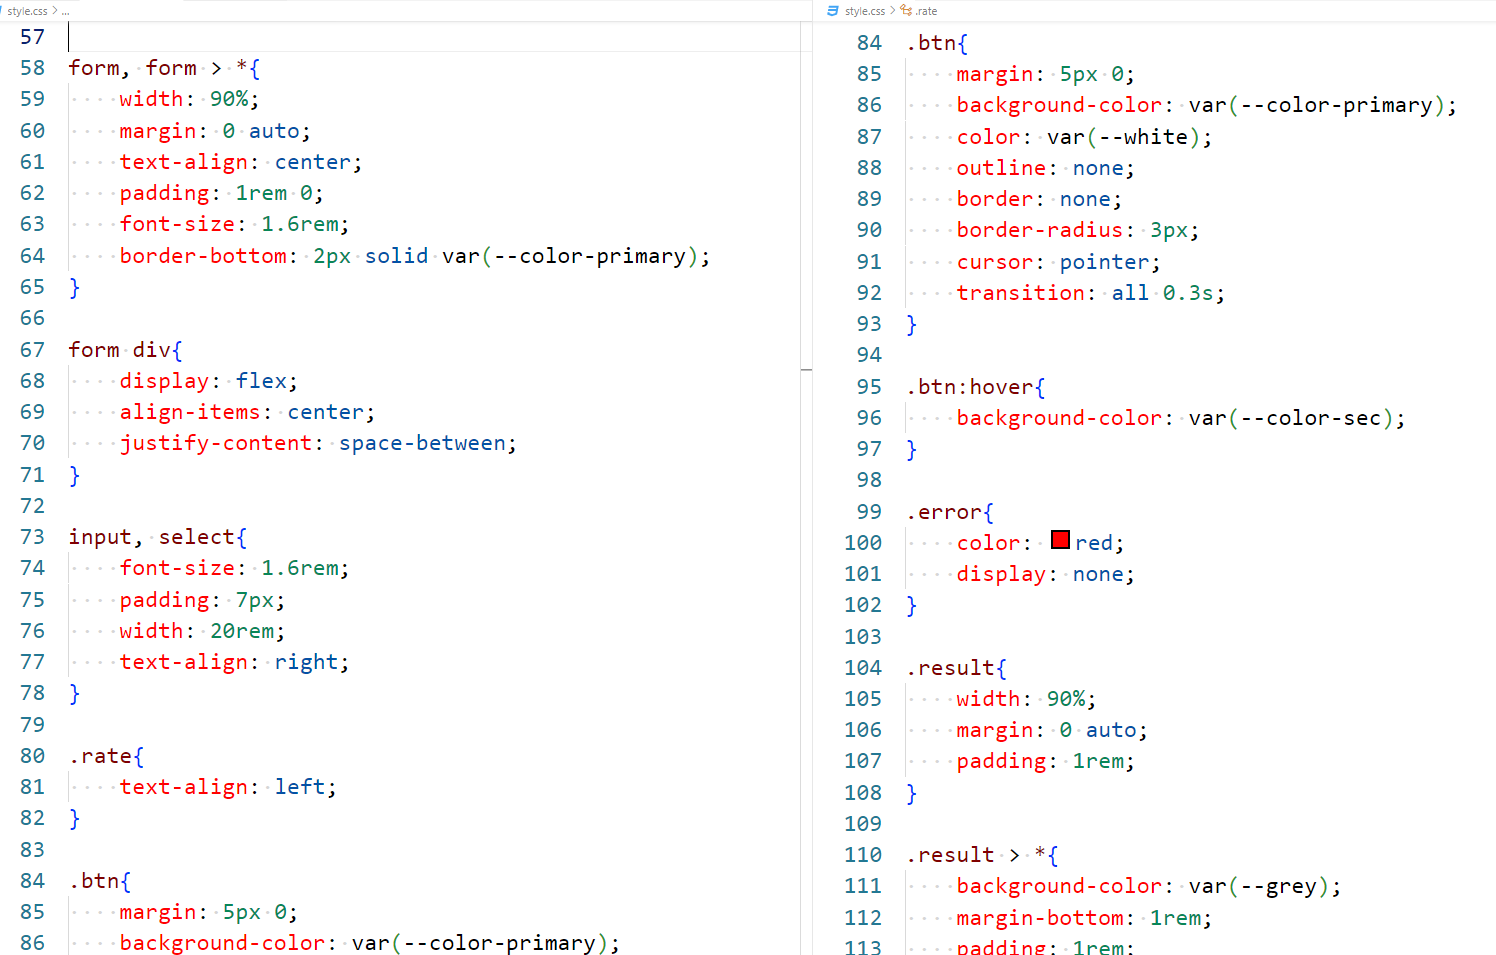 style.css > ...
57
58 form, form > *{
59     width: 90%;
60     margin: 0 auto;
61     text-align: center;
62     padding: 1rem 0;
63     font-size: 1.6rem;
64     border-bottom: 2px solid var(--color-primary);
65 }
66
67 form div{
68     display: flex;
69     align-items: center;
70     justify-content: space-between;
71 }
72
73 input, select{
74     font-size: 1.6rem;
75     padding: 7px;
76     width: 20rem;
77     text-align: right;
78 }
79
80 .rate{
81     text-align: left;
82 }
83
84 .btn{
85     margin: 5px 0;
86     background-color: var(--color-primary);
style.css > .rate
84 .btn{
85     margin: 5px 0;
86     background-color: var(--color-primary);
87     color: var(--white);
88     outline: none;
89     border: none;
90     border-radius: 3px;
91     cursor: pointer;
92     transition: all 0.3s;
93 }
94
95 .btn:hover{
96     background-color: var(--color-sec);
97 }
98
99 .error{
100     color: red;
101     display: none;
102 }
103
104 .result{
105     width: 90%;
106     margin: 0 auto;
107     padding: 1rem;
108 }
109
110 .result > *{
111     background-color: var(--grey);
112     margin-bottom: 1rem;
113     padding: 1rem;